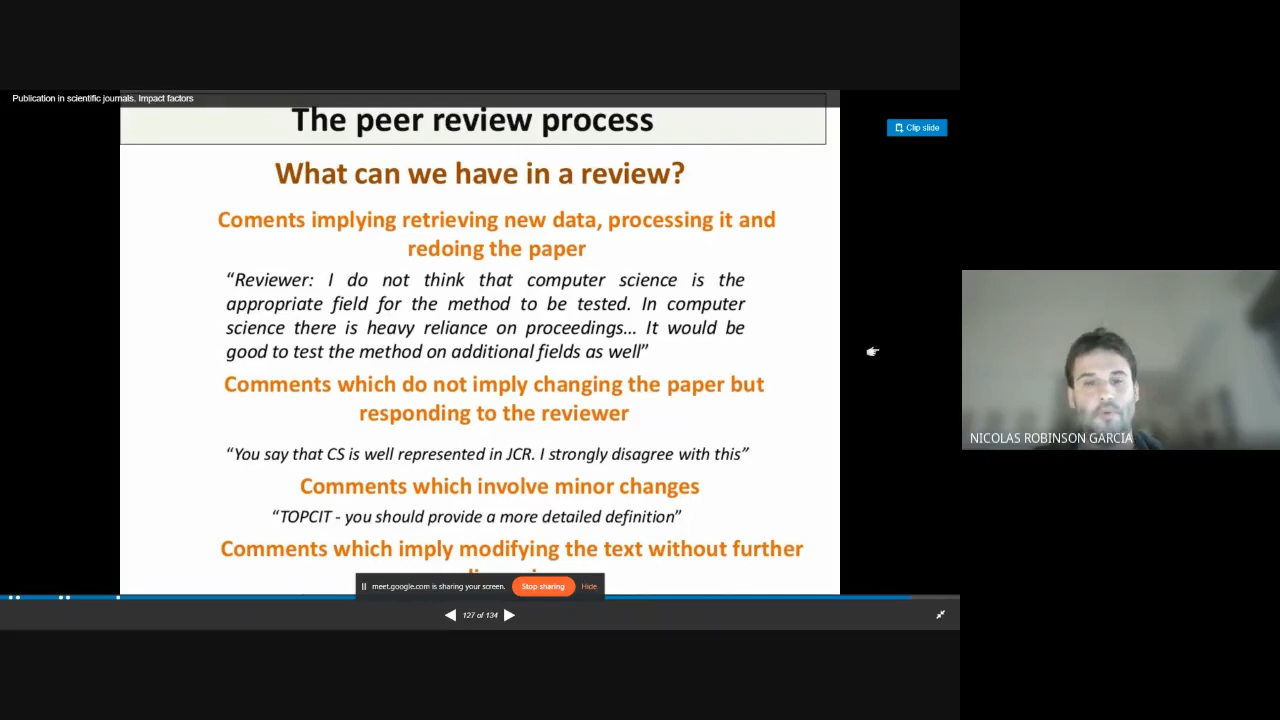 Publication in scientific journals. Impact factors
The peer review process
Clip slide
What can we have in a review?
Coments implying retrieving new data, processing it and
redoing the paper
“Reviewer: I do not think that computer science is the
appropriate field for the method to be tested. In computer
science there is heavy reliance on proceedings... It would be
good to test the method on additional fields as well”
Comments which do not imply changing the paper but
responding to the reviewer
“You say that CS is well represented in JCR. I strongly disagree with this”
Comments which involve minor changes
“TOPCIT - you should provide a more detailed definition”
Comments which imply modifying the text without further
meet.google.com is sharing your screen. Stop sharing Hide
127 of 134
NICOLAS ROBINSON GARCIA